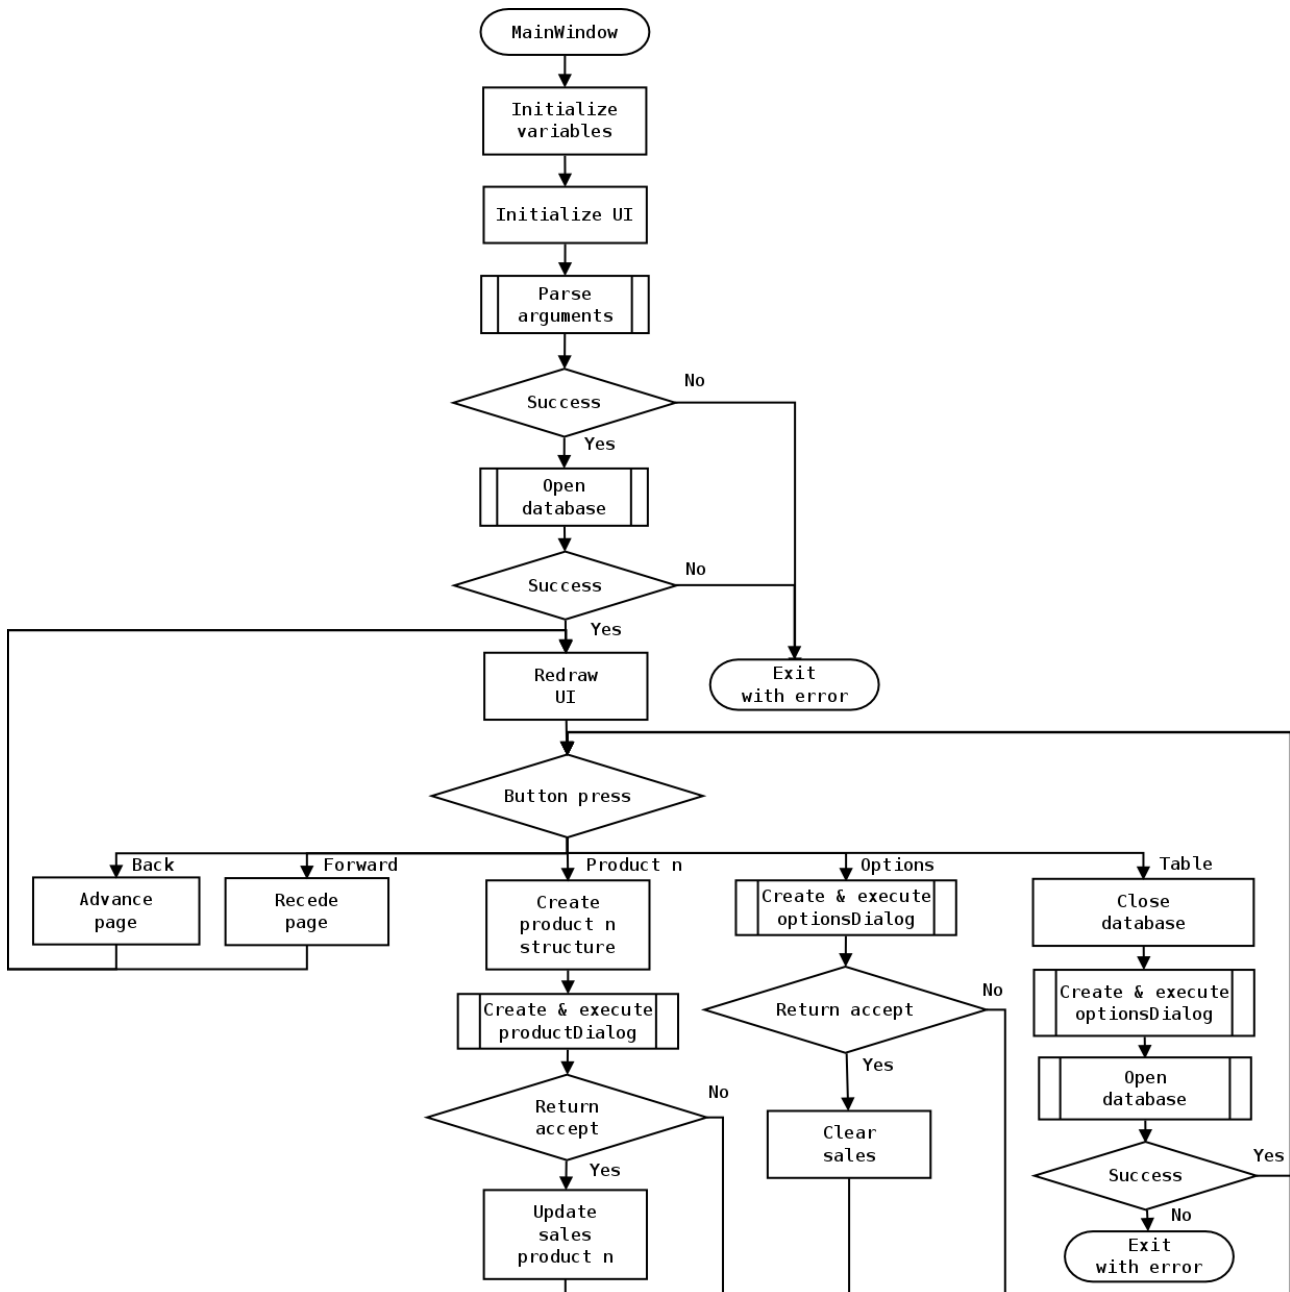 MainWindow
Initialize
variables
Initialize UI
Parse
arguments
No
Success
Yes
Open
database
No
Success
Yes
Redraw
UI
Exit
with error
Button press
Back
Forward
Product n
Options
Table
Advance
page
Recede
page
Create
product n
structure
Create & execute
optionsDialog
Close
database
Create & execute
productDialog
Return accept
No
Create & execute
optionsDialog
Yes
Open
database
Return
accept
No
Yes
Clear
sales
Success
Yes
No
Update
sales
product n
Exit
with error